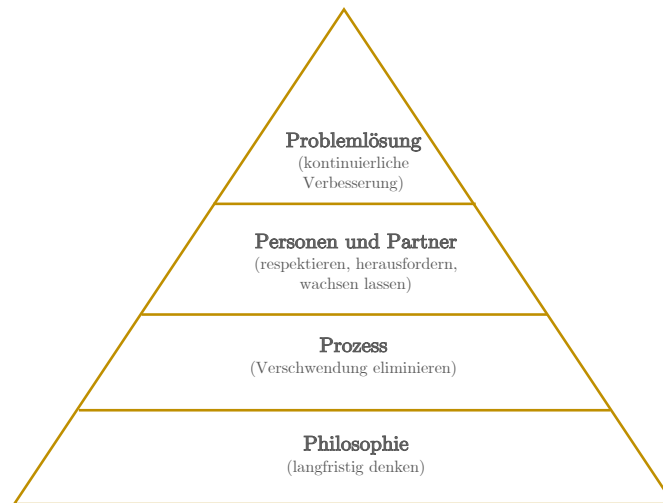 Problemlösung
(kontinuierliche
Verbesserung)
Personen und Partner
(respektieren, herausfordern,
wachsen lassen)
Prozess
(Verschwendung eliminieren)
Philosophie
(langfristig denken)